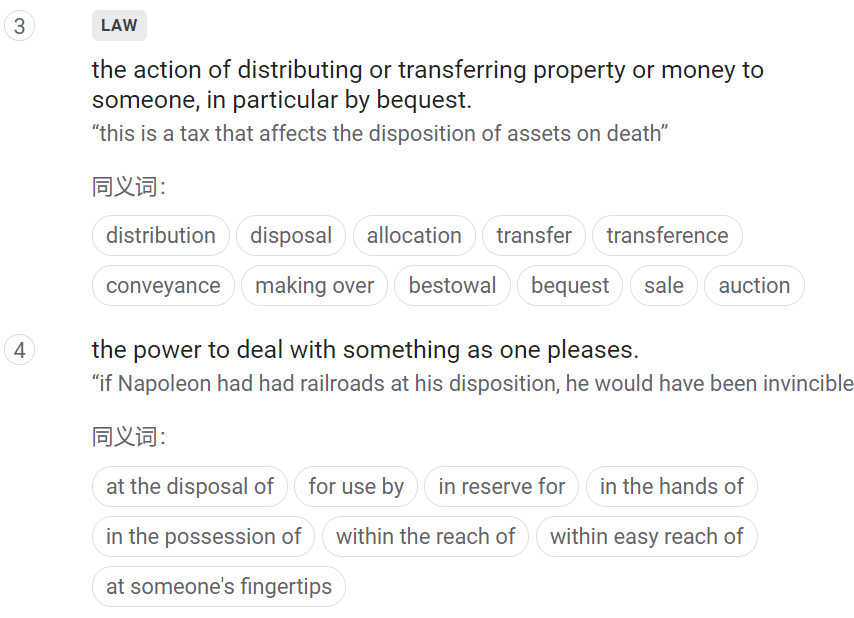 3 LAW
the action of distributing or transferring property or money to
someone, in particular by bequest.
“this is a tax that affects the disposition of assets on death”
同义词：
distribution disposal allocation transfer transference
conveyance making over bestowal bequest sale auction
4 the power to deal with something as one pleases.
“if Napoleon had had railroads at his disposition, he would have been invincible
同义词：
at the disposal of for use by in reserve for in the hands of
in the possession of within the reach of within easy reach of
at someone's fingertips